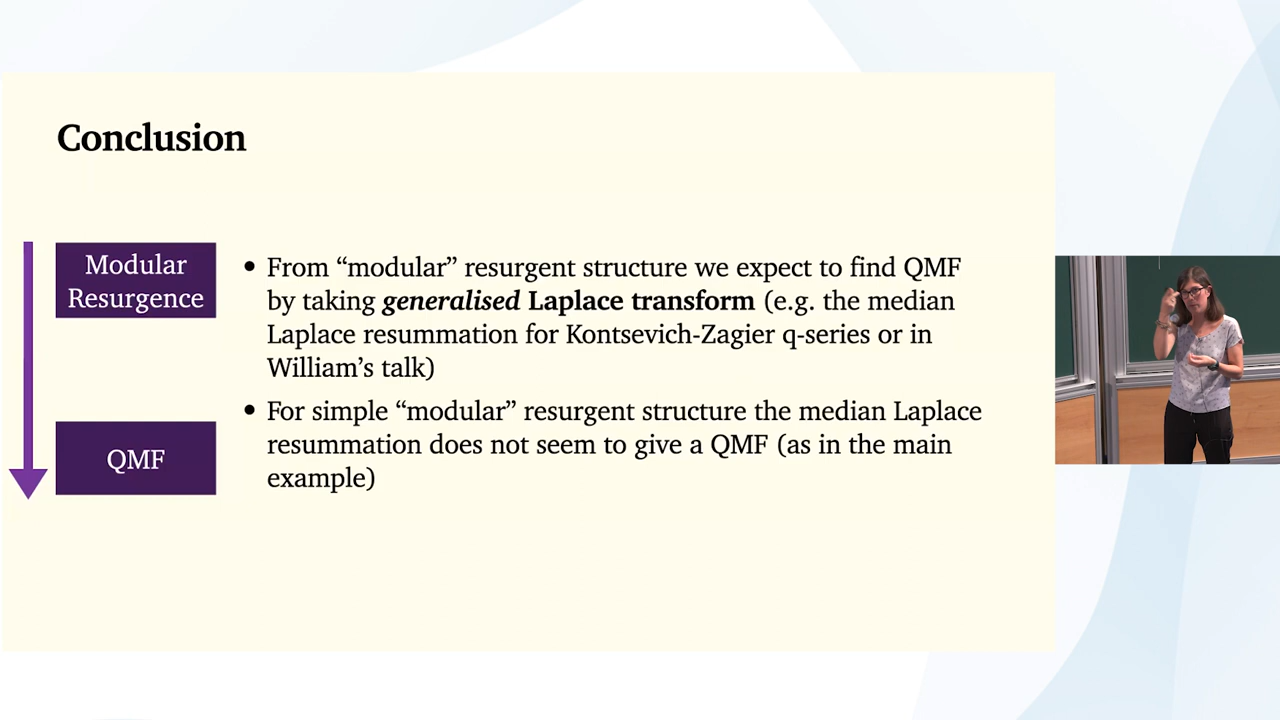 Conclusion
Modular
Resurgence
• From “modular” resurgent structure we expect to find QMF
by taking generalised Laplace transform (e.g. the median
Laplace resummation for Kontsevich-Zagier q-series or in
William’s talk)
• For simple “modular” resurgent structure the median Laplace
resummation does not seem to give a QMF (as in the main
example)
QMF